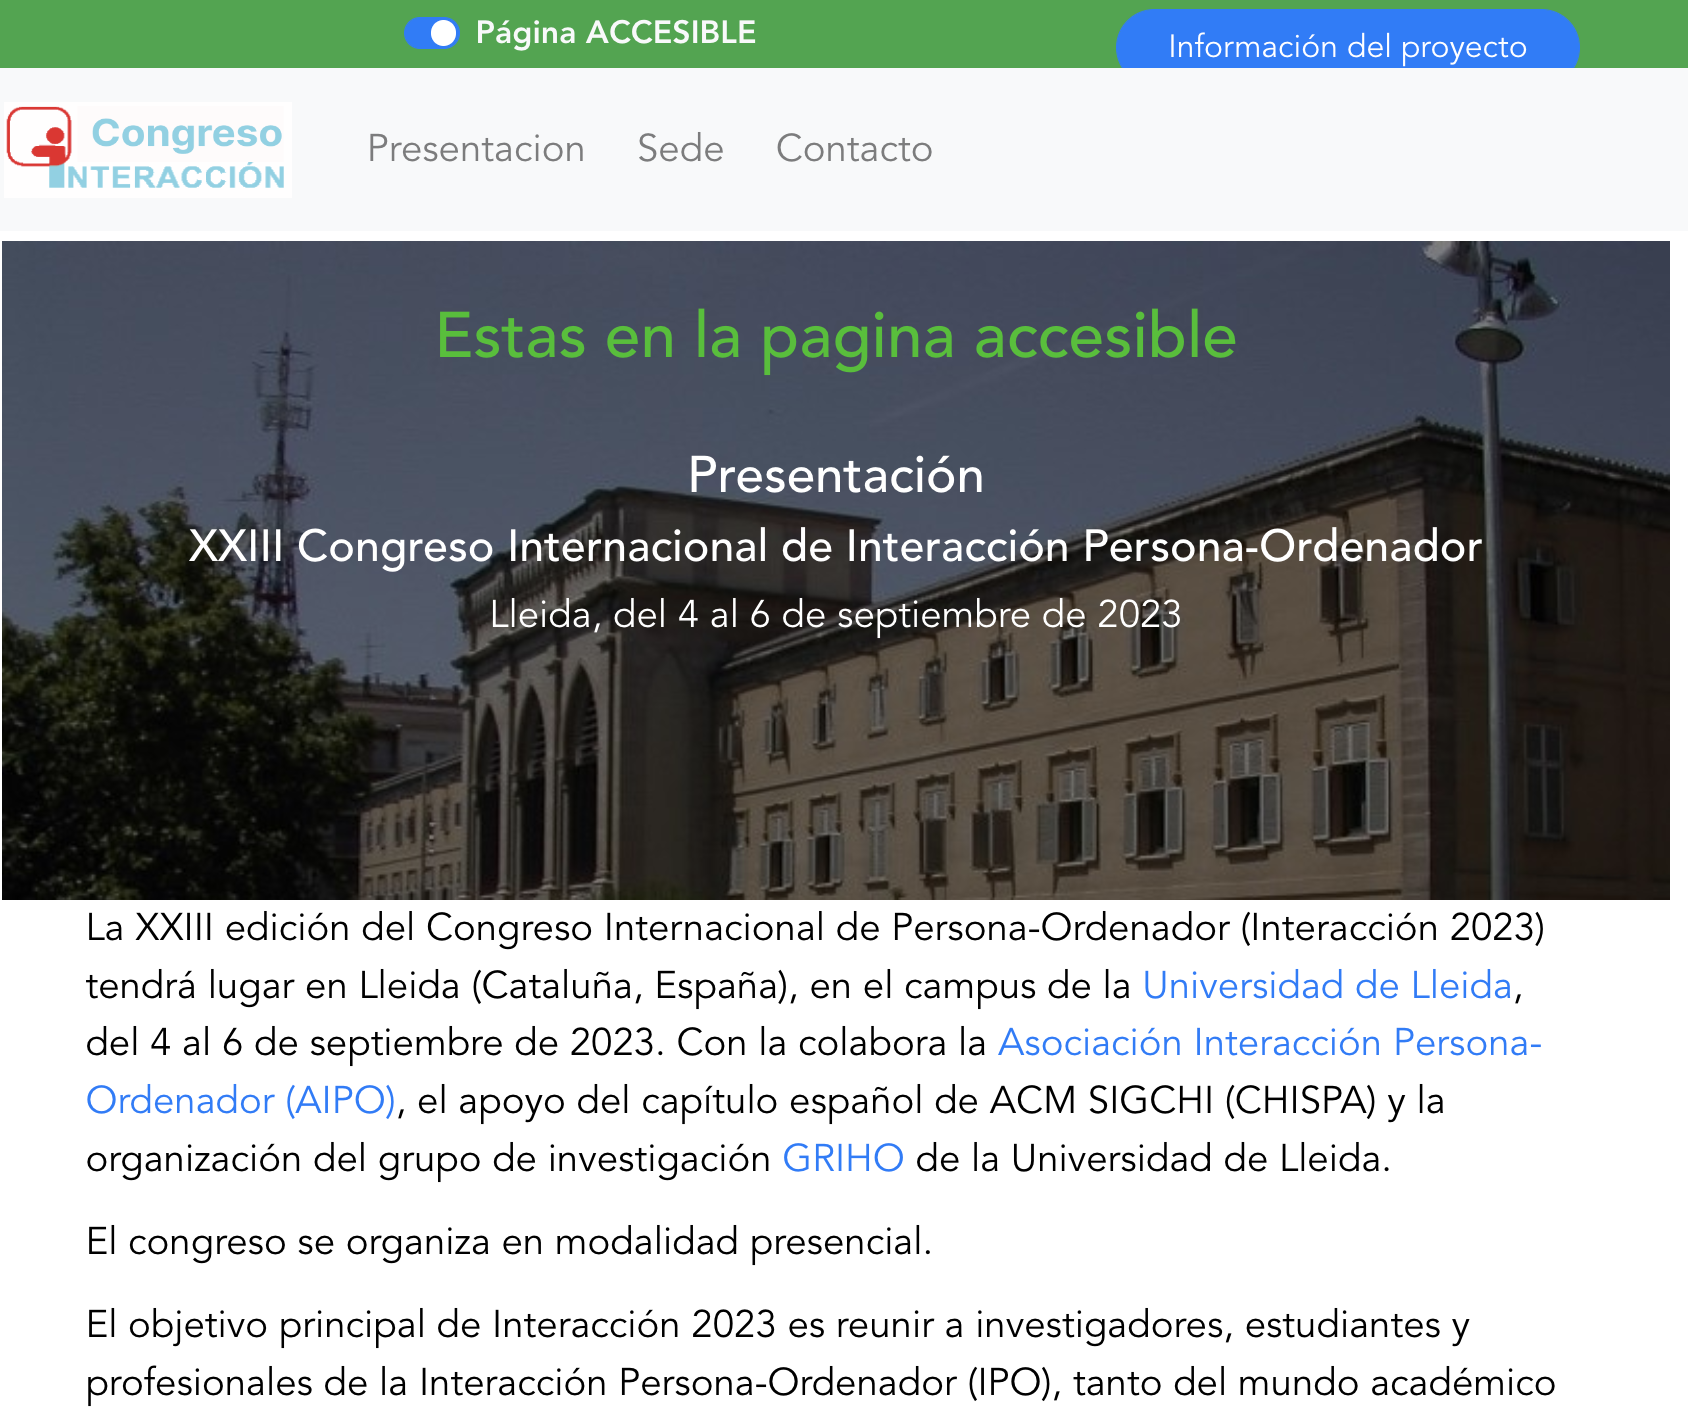 Página ACCESIBLE
Información del proyecto
Congreso
INTERACCIÓN
Presentacion
Sede
Contacto
Estas en la pagina accesible
Presentación
XXIII Congreso Internacional de Interacción Persona-Ordenador
Lleida, del 4 al 6 de septiembre de 2023
La XXIII edición del Congreso Internacional de Persona-Ordenador (Interacción 2023)
tendrá lugar en Lleida (Cataluña, España), en el campus de la Universidad de Lleida,
del 4 al 6 de septiembre de 2023. Con la colabora la Asociación Interacción Persona-
Ordenador (AIPO), el apoyo del capítulo español de ACM SIGCHI (CHISPA) y la
organización del grupo de investigación GRIHO de la Universidad de Lleida.
El congreso se organiza en modalidad presencial.
El objetivo principal de Interacción 2023 es reunir a investigadores, estudiantes y
profesionales de la Interacción Persona-Ordenador (IPO), tanto del mundo académico